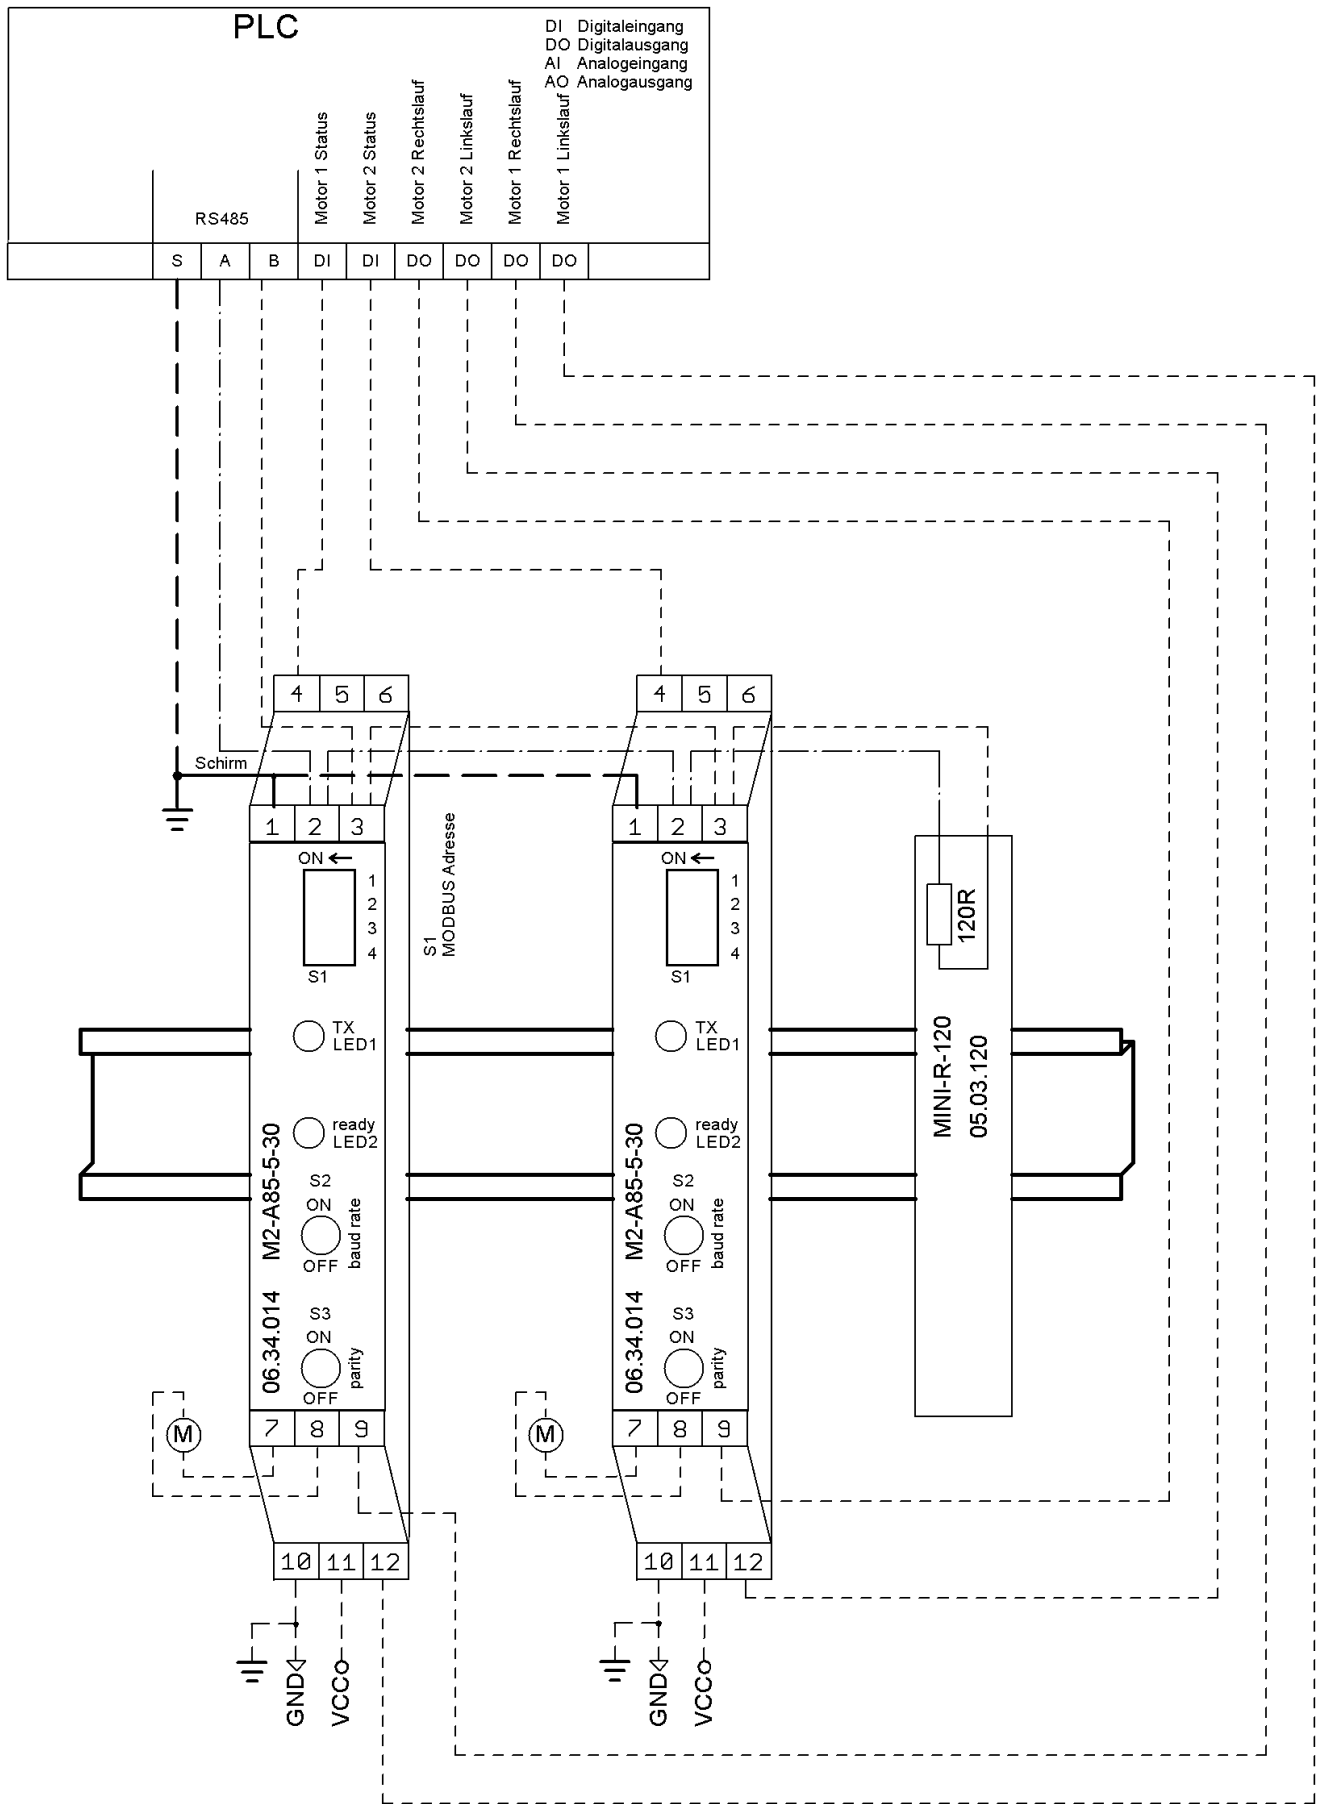 PLC
DI Digitaleingang
DO Digitalausgang
AI Analogeingang
AO Analogausgang
Motor 1 Status
Motor 2 Status
Motor 2 Rechtslauf
Motor 2 Linkslauf
Motor 1 Rechtslauf
Motor 1 Linkslauf
RS485
S A B DI DI DO DO DO DO
4 5 6
4 5 6
Schirm
1 2 3
1 2 3
ON
1
2
3
4
S1
S1
MODBUS Adresse
ON
1
2
3
4
S1
120R
MINI-R-120
05.03.120
TX
LED1
ready
LED2
S2
ON
OFF
baud rate
S3
ON
OFF
parity
M2-A85-5-30
06.34.014
TX
LED1
ready
LED2
S2
ON
OFF
baud rate
S3
ON
OFF
parity
M2-A85-5-30
06.34.014
M
7 8 9
M
7 8 9
10 11 12
10 11 12
GND
VCC
GND
VCC